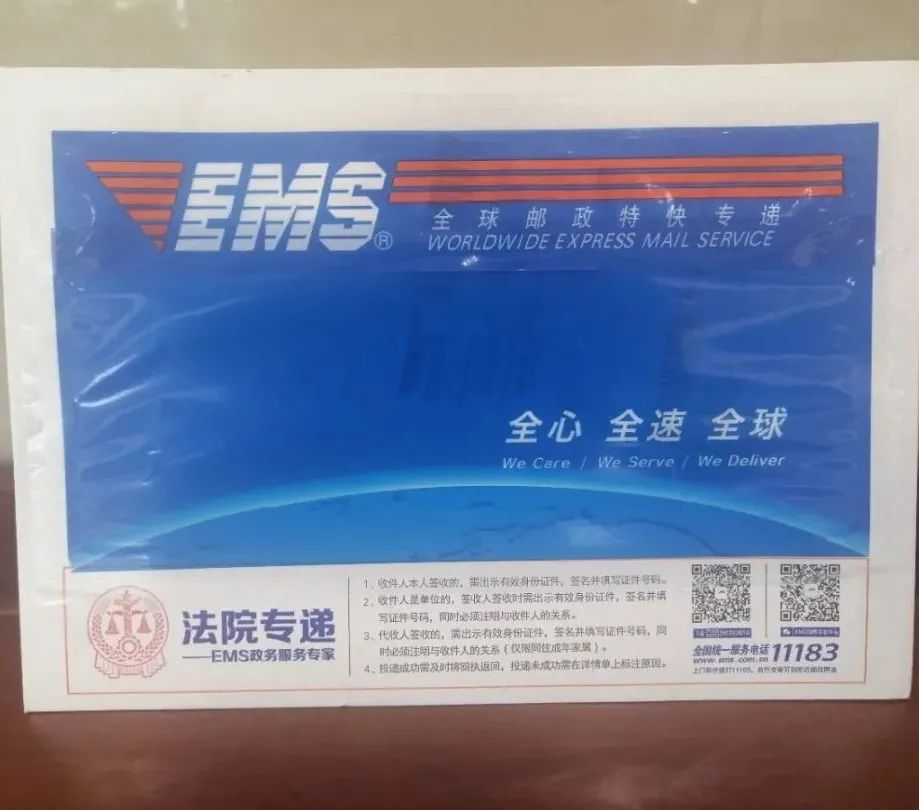 EMS®
全球邮政特快专递
WORLDWIDE EXPRESS MAIL SERVICE
全心 全速 全球
We Care / We Serve / We Deliver
法院专递
——EMS政务服务专家
1、收件人本人签收的，需出示有效身份证件，签名并填写证件号码。
2、收件人是单位的，签收人签收时需出示有效身份证件，签名并填
写证件号码，同时必须注明与收件人的关系。
3、代收人签收的，需出示有效身份证件，签名并填写证件号码，同
时必须注明与收件人的关系（仅限同住成年家属）。
4、投递成功需及时将回执返回，投递未成功需在详情单上标注原因。
全国统一服务电话 11183
www.ems.com.cn